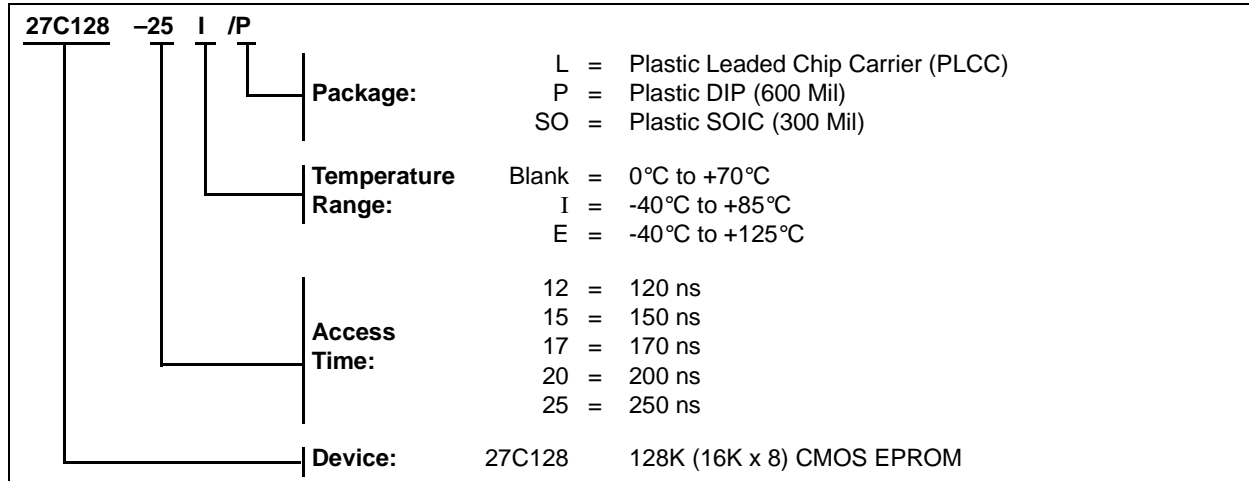 27C128 –25 I /P
L = Plastic Leaded Chip Carrier (PLCC)
Package: P = Plastic DIP (600 Mil)
SO = Plastic SOIC (300 Mil)
Temperature Blank = 0°C to +70°C
Range: I = -40°C to +85°C
E = -40°C to +125°C
12 = 120 ns
15 = 150 ns
Access
17 = 170 ns
Time:
20 = 200 ns
25 = 250 ns
Device: 27C128 128K (16K x 8) CMOS EPROM